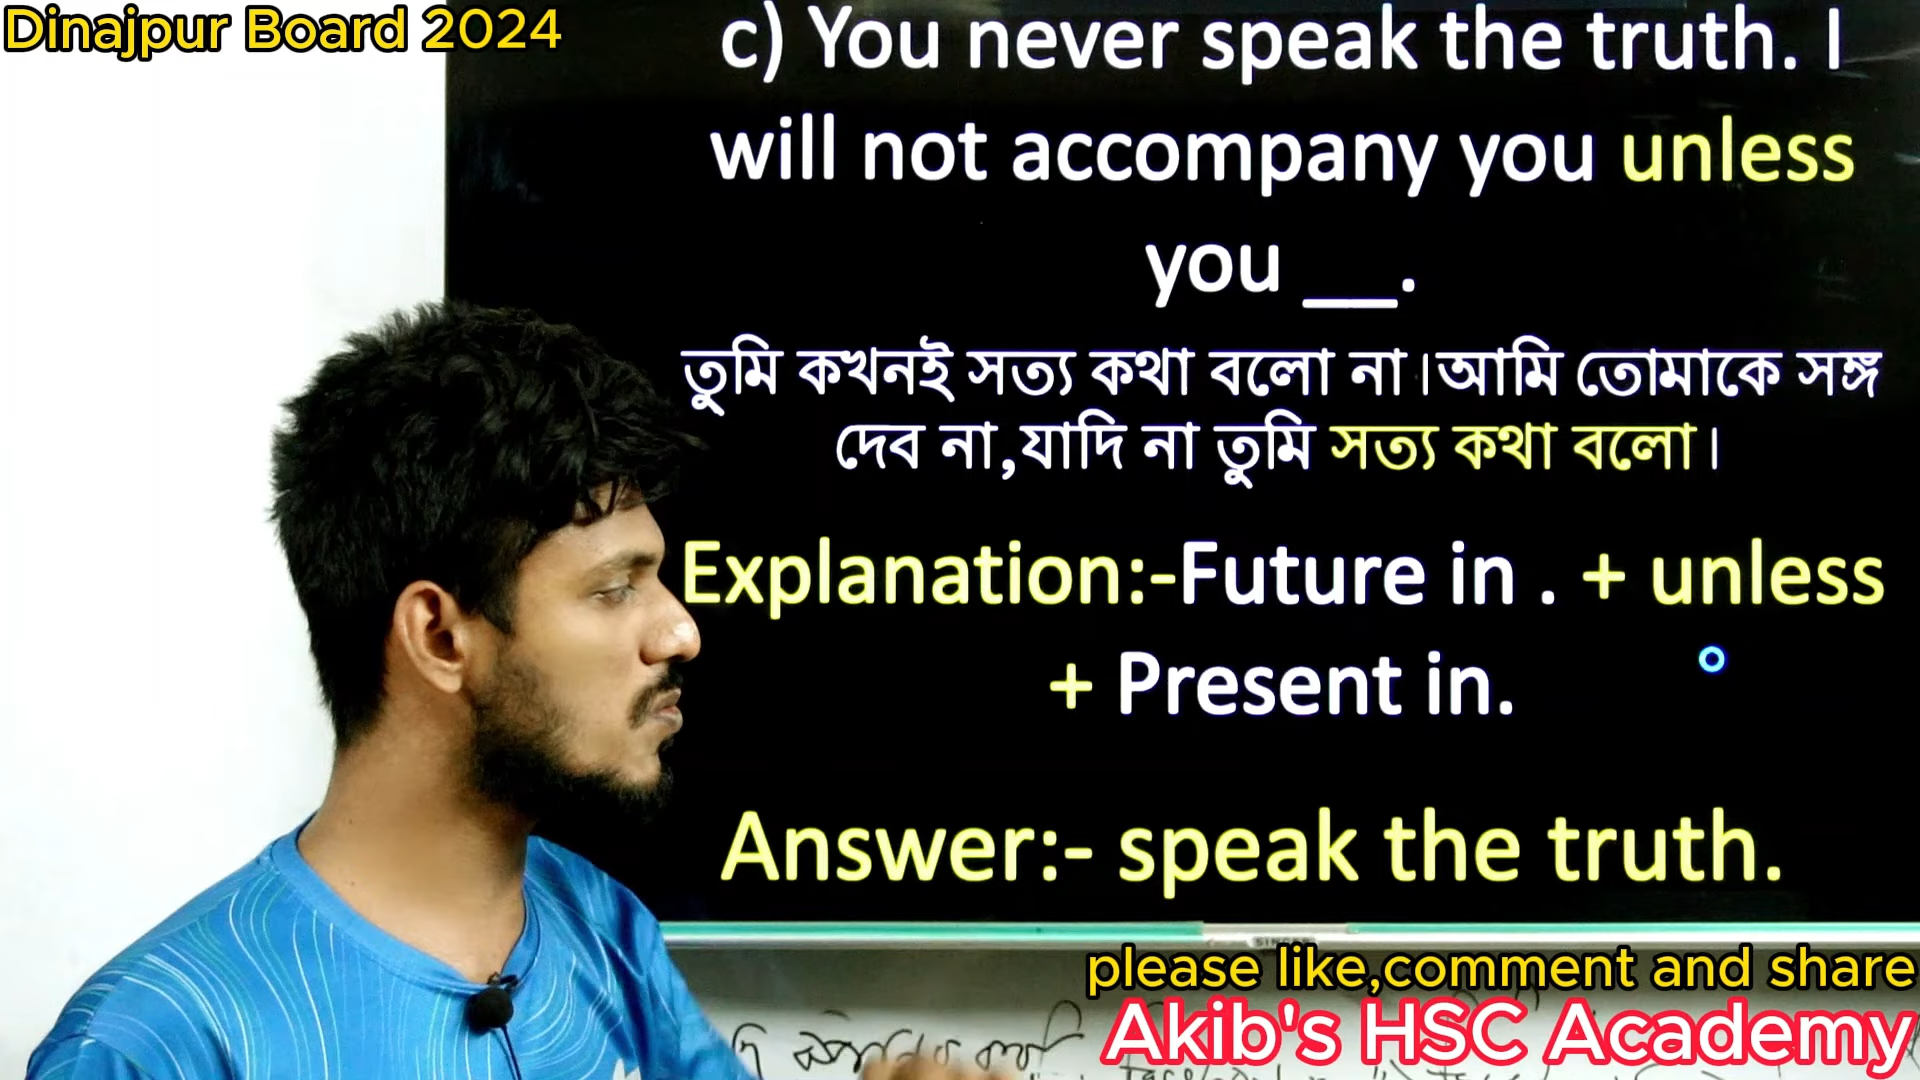 Dinajpur Board 2024
c) You never speak the truth. I
will not accompany you unless
you __.
তুমি কখনই সত্য কথা বলো না।আমি তোমাকে সঙ্গ
দেব না,যাদি না তুমি সত্য কথা বলো।
Explanation:-Future in . + unless
+ Present in.
Answer:- speak the truth.
please like,comment and share
Akib's HSC Academy